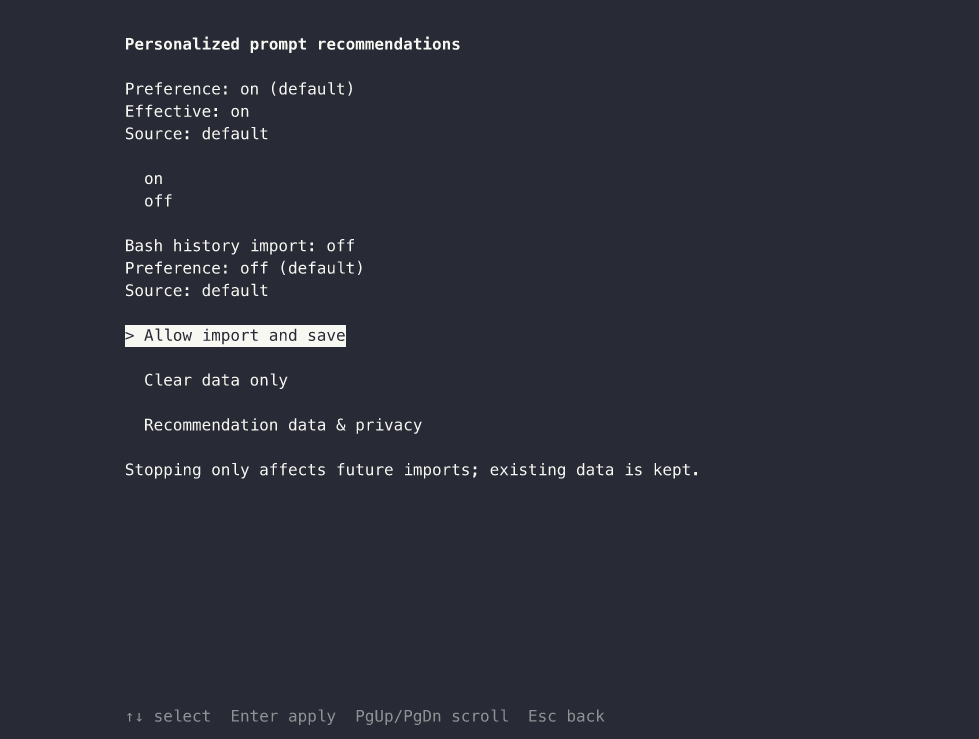 Personalized prompt recommendations
Preference: on (default)
Effective: on
Source: default
on
off
Bash history import: off
Preference: off (default)
Source: default
> Allow import and save
Clear data only
Recommendation data & privacy
Stopping only affects future imports; existing data is kept.
↑↓ select  Enter apply  PgUp/PgDn scroll  Esc back